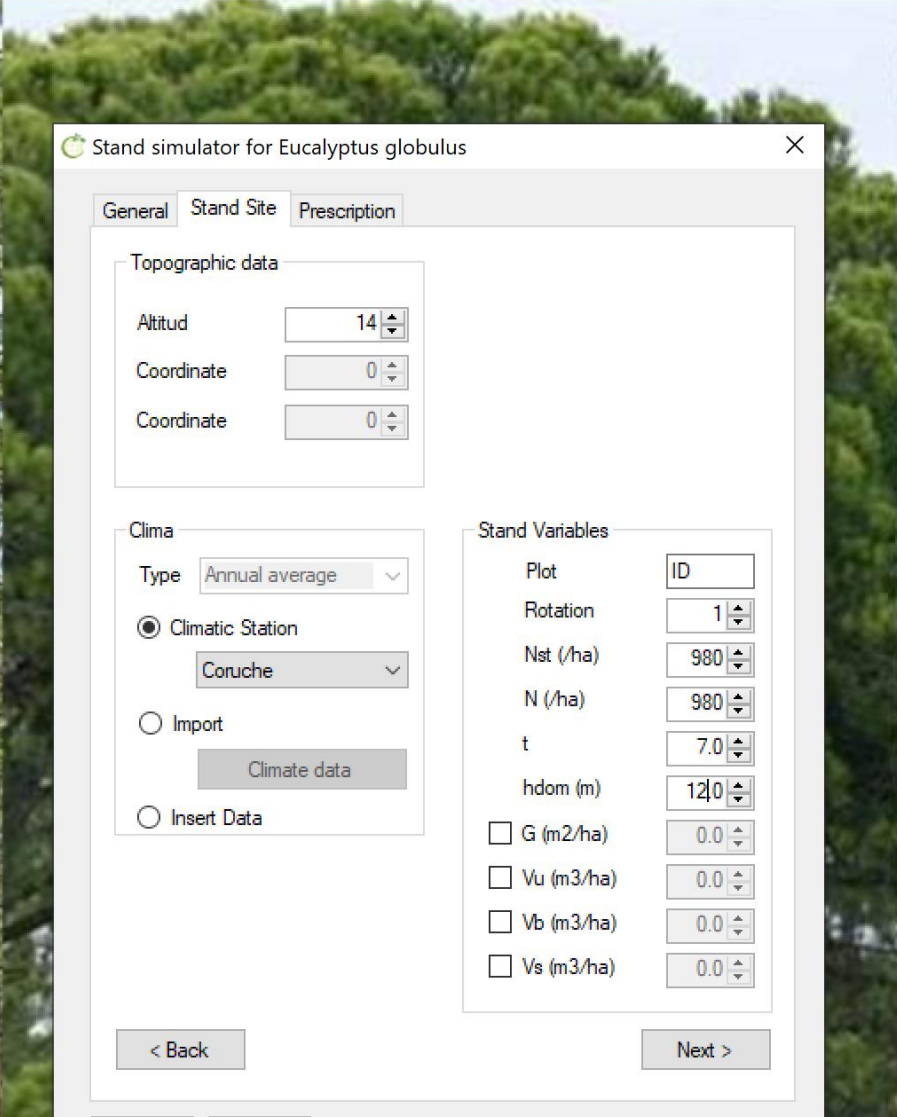 Stand simulator for Eucalyptus globulus
General Stand Site Prescription
Topographic data
Altitud 14
Coordinate 0
Coordinate 0
Clima
Type Annual average
Climatic Station
Coruche
Import
Climate data
Insert Data
Stand Variables
Plot ID
Rotation 1
Nst (/ha) 980
N (/ha) 980
t 7.0
hdom (m) 12.0
G (m2/ha) 0.0
Vu (m3/ha) 0.0
Vb (m3/ha) 0.0
Vs (m3/ha) 0.0
< Back Next >